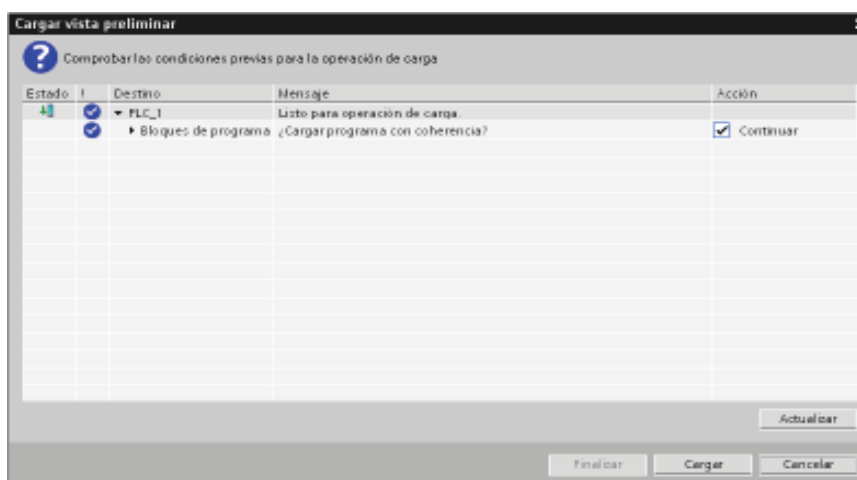 Cargar vista preliminar
?
Comprobar las condiciones previas para la operación de carga
Estado ! Destino Mensaje Acción
PLC_1 Listo para operación de carga.
Bloques de programa ¿Cargar programa con coherencia? Continuar
Actualizar
Finalizar Cargar Cancelar